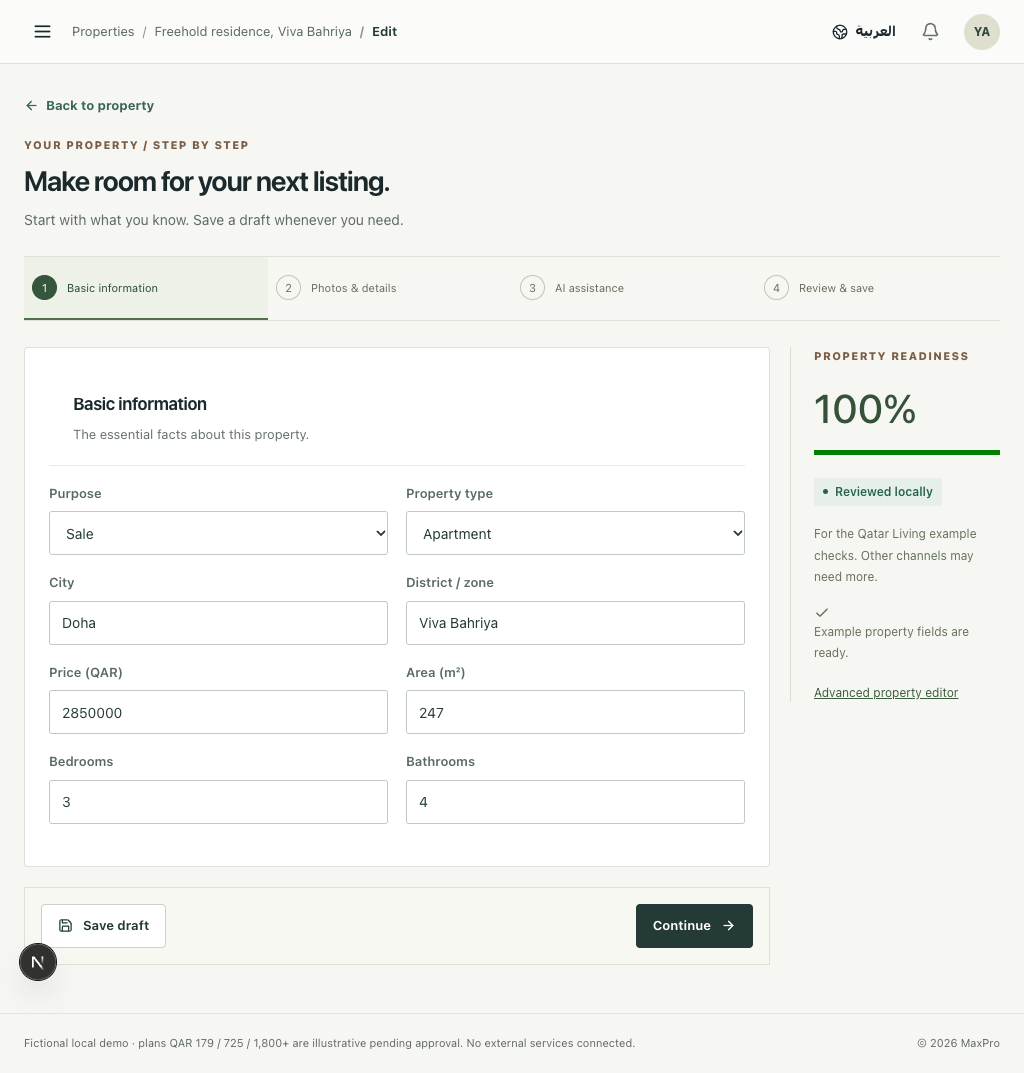 Properties / Freehold residence, Viva Bahriya / Edit
العربية
YA
Back to property
YOUR PROPERTY / STEP BY STEP
Make room for your next listing.
Start with what you know. Save a draft whenever you need.
1 Basic information
2 Photos & details
3 AI assistance
4 Review & save
Basic information
The essential facts about this property.
Purpose
Sale
Property type
Apartment
City
Doha
District / zone
Viva Bahriya
Price (QAR)
2850000
Area (m²)
247
Bedrooms
3
Bathrooms
4
Save draft
Continue
N
PROPERTY READINESS
100%
Reviewed locally
For the Qatar Living example
checks. Other channels may
need more.
Example property fields are
ready.
Advanced property editor
Fictional local demo · plans QAR 179 / 725 / 1,800+ are illustrative pending approval. No external services connected.
© 2026 MaxPro